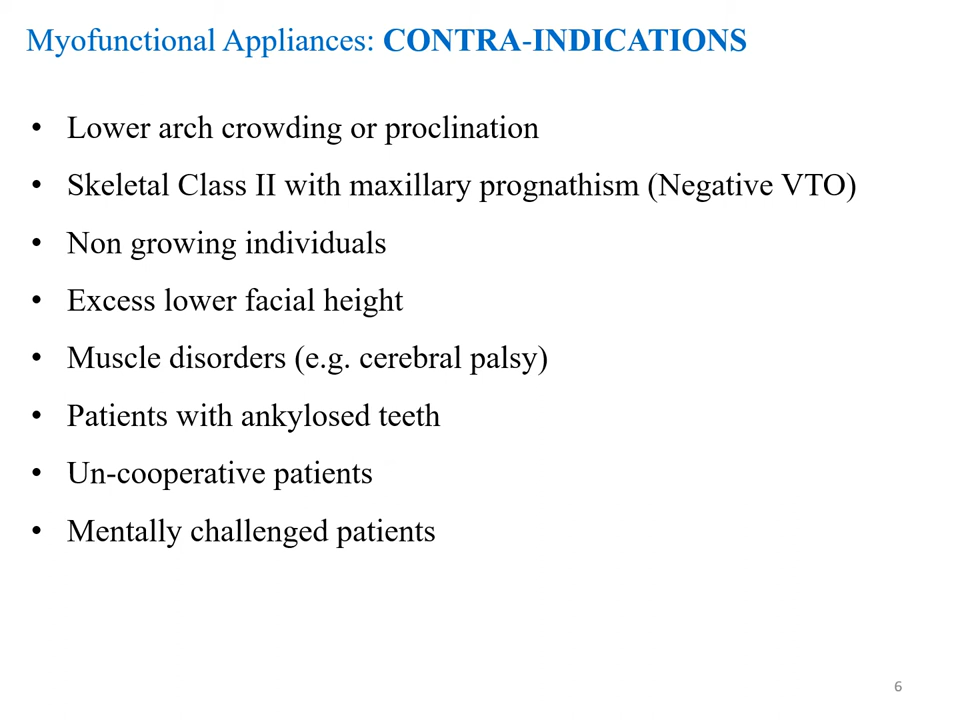 Myofunctional Appliances: CONTRA-INDICATIONS
• Lower arch crowding or proclination
• Skeletal Class II with maxillary prognathism (Negative VTO)
• Non growing individuals
• Excess lower facial height
• Muscle disorders (e.g. cerebral palsy)
• Patients with ankylosed teeth
• Un-cooperative patients
• Mentally challenged patients
6